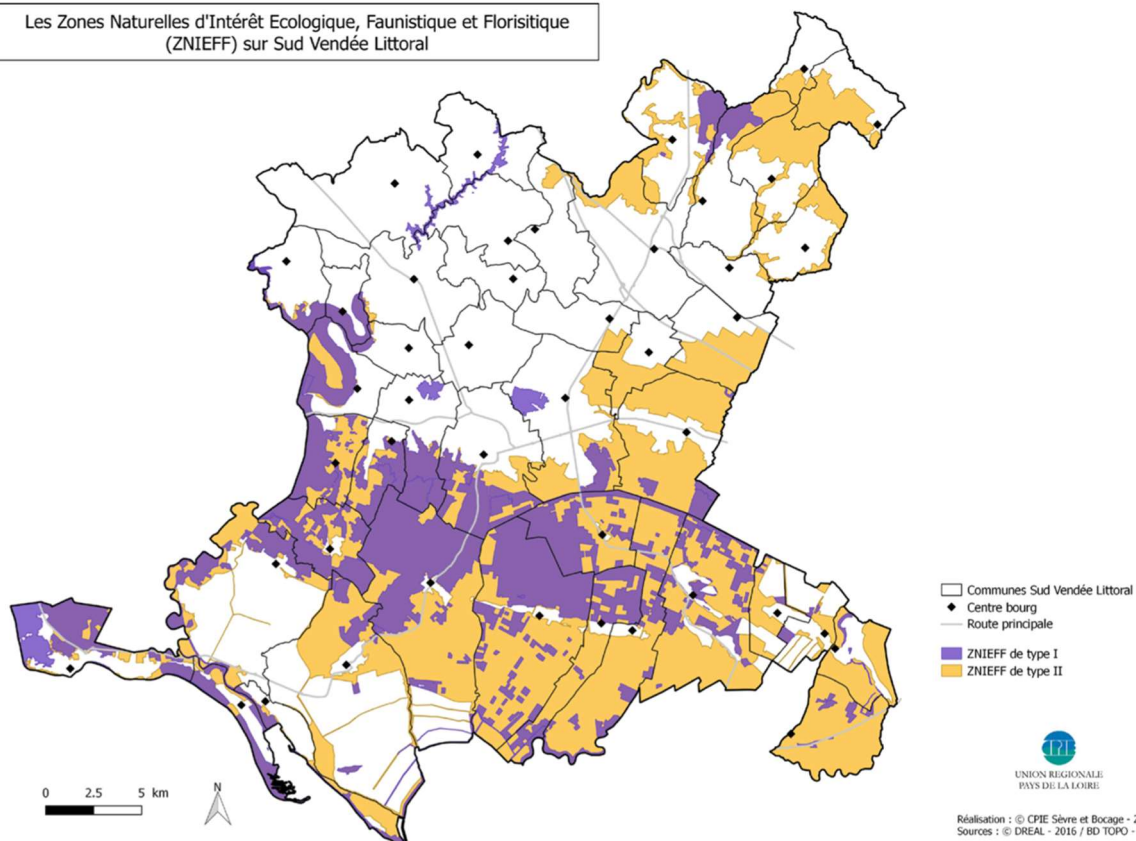 Les Zones Naturelles d'Intérêt Ecologique, Faunistique et Florisitique
(ZNIEFF) sur Sud Vendée Littoral
Communes Sud Vendée Littoral
Centre bourg
Route principale
ZNIEFF de type I
ZNIEFF de type II
0 2.5 5 km
N
CPIE
UNION REGIONALE
PAYS DE LA LOIRE
Réalisation : © CPIE Sèvre et Bocage - 2
Sources : © DREAL - 2016 / BD TOPO -